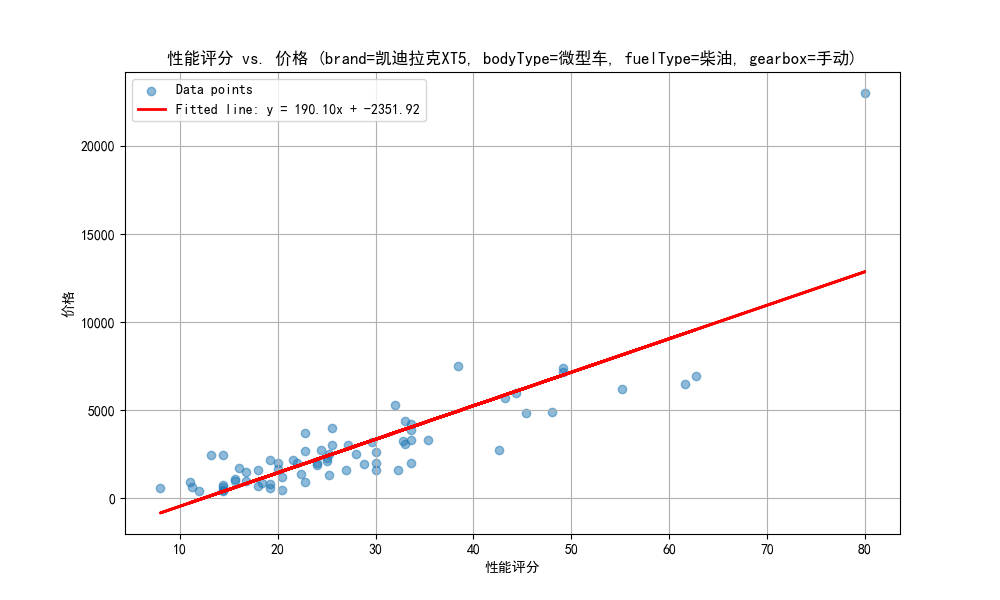 性能评分 vs. 价格 (brand=凯迪拉克XT5, bodyType=微型车, fuelType=柴油, gearbox=手动)
Data points
Fitted line: y = 190.10x + -2351.92
20000
15000
10000
5000
0
价格
10 20 30 40 50 60 70 80
性能评分